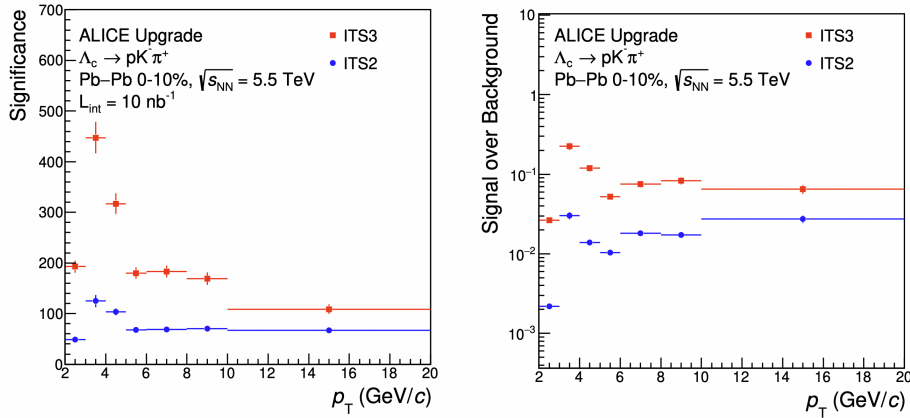 700
600
500
400
300
200
100
0
Significance
ALICE Upgrade
Λc → pK-π+
Pb–Pb 0-10%, √sNN = 5.5 TeV
Lint = 10 nb-1
ITS3
ITS2
2 4 6 8 10 12 14 16 18 20
pT (GeV/c)
10
1
10−1
10−2
10−3
Signal over Background
ALICE Upgrade
Λc → pK-π+
Pb–Pb 0-10%, √sNN = 5.5 TeV
ITS3
ITS2
2 4 6 8 10 12 14 16 18 20
pT (GeV/c)